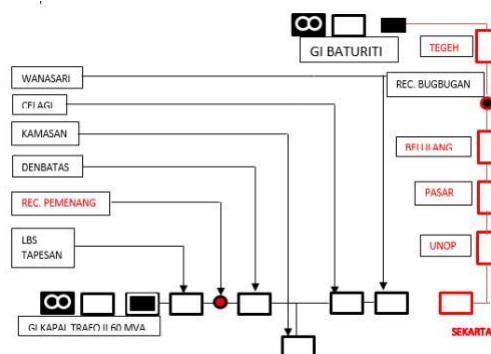 GI BATURITI
TEGEH
WANASARI
REC. BUGBUGAN
CELAGI
KAMASAN
BELULANG
DENBATAS
PASAR
REC. PEMENANG
LBS
TAPESAN
UNOP
GI KAPAL TRAFO II 60 MVA
SEKARTA